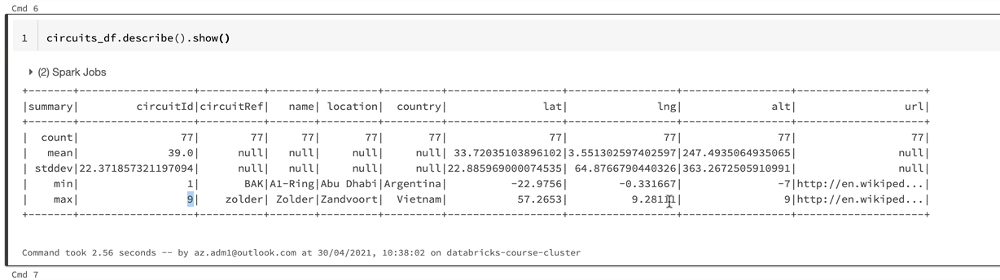 Cmd 6
1 circuits_df.describe().show()
(2) Spark Jobs
+-------+------------------+----------+-------+---------+---------+-----------------+-----------------+-----------------+--------------------+
|summary|         circuitId|circuitRef|   name| location|  country|              lat|              lng|              alt|                 url|
+-------+------------------+----------+-------+---------+---------+-----------------+-----------------+-----------------+--------------------+
|  count|                77|        77|     77|       77|       77|               77|               77|               77|                  77|
|   mean|              39.0|      null|   null|     null|     null|33.72035103896102|3.551302597402597|247.4935064935065|                null|
| stddev|22.371857321197094|      null|   null|     null|     null|22.885969000074535| 64.8766790440326|363.2672505910991|                null|
|    min|                 1|       BAK|A1-Ring|Abu Dhabi|Argentina|         -22.9756|        -0.331667|               -7|http://en.wikiped...|
|    max|                 9|    zolder| Zolder|Zandvoort|  Vietnam|          57.2653|          9.28111|                9|http://en.wikiped...|
+-------+------------------+----------+-------+---------+---------+-----------------+-----------------+-----------------+--------------------+
Command took 2.56 seconds -- by az.adm1@outlook.com at 30/04/2021, 10:38:02 on databricks-course-cluster
Cmd 7